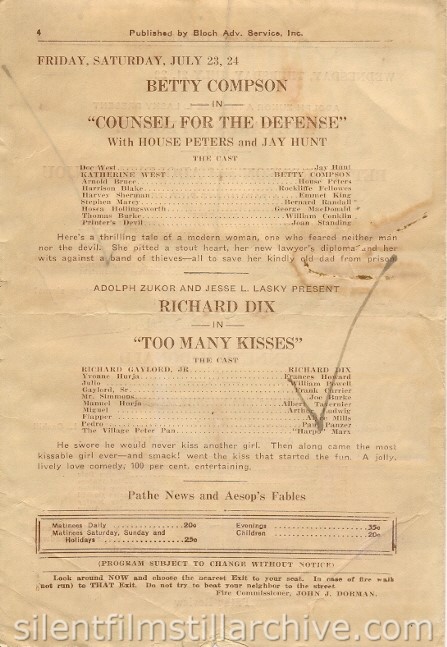 4 Published by Bloch Adv. Service, Inc.
FRIDAY, SATURDAY, JULY 23, 24
BETTY COMPSON
— IN —
"COUNSEL FOR THE DEFENSE"
With HOUSE PETERS and JAY HUNT
THE CAST
Dec West Jay Hunt
KATHERINE WEST BETTY COMPSON
Arnold Bruce House Peters
Harrison Blake Rockliffe Fellowes
Harvey Sherman Emmet King
Stephen Marcy Bernard Randall
Hosea Hollingsworth George MacDonald
Thomas Burke William Conklin
Printer's Devil Joan Standing
Here's a thrilling tale of a modern woman, one who feared neither man
nor the devil. She pitted a stout heart, her new lawyer's diploma and her
wits against a band of thieves—all to save her kindly old dad from prison
ADOLPH ZUKOR AND JESSE L. LASKY PRESENT
RICHARD DIX
— IN —
"TOO MANY KISSES"
THE CAST
RICHARD GAYLORD, JR. RICHARD DIX
Yvonne Hurja Frances Howard
Julio William Powell
Gaylord, Sr. Frank Currier
Mr. Simmons Joe Burke
Manuel Hurja Albert Tavernier
Miguel Arthur Ludwig
Flapper Alyce Mills
Pedro Paul Panzer
The Village Peter Pan "Harpo" Marx
He swore he would never kiss another girl. Then along came the most
kissable girl ever—and smack! went the kiss that started the fun. A jolly,
lively love comedy, 100 per cent. entertaining.
Pathe News and Aesop's Fables
Matinees Daily 20c Evenings 35c
Matinees Saturday, Sunday and Children 20c
Holidays 25c
(PROGRAM SUBJECT TO CHANGE WITHOUT NOTICE)
Look around NOW and choose the nearest Exit to your seat. In case of fire walk
(not run) to THAT Exit. Do not try to beat your neighbor to the street.
Fire Commissioner, JOHN J. DORMAN.
silentfilmstillarchive.com